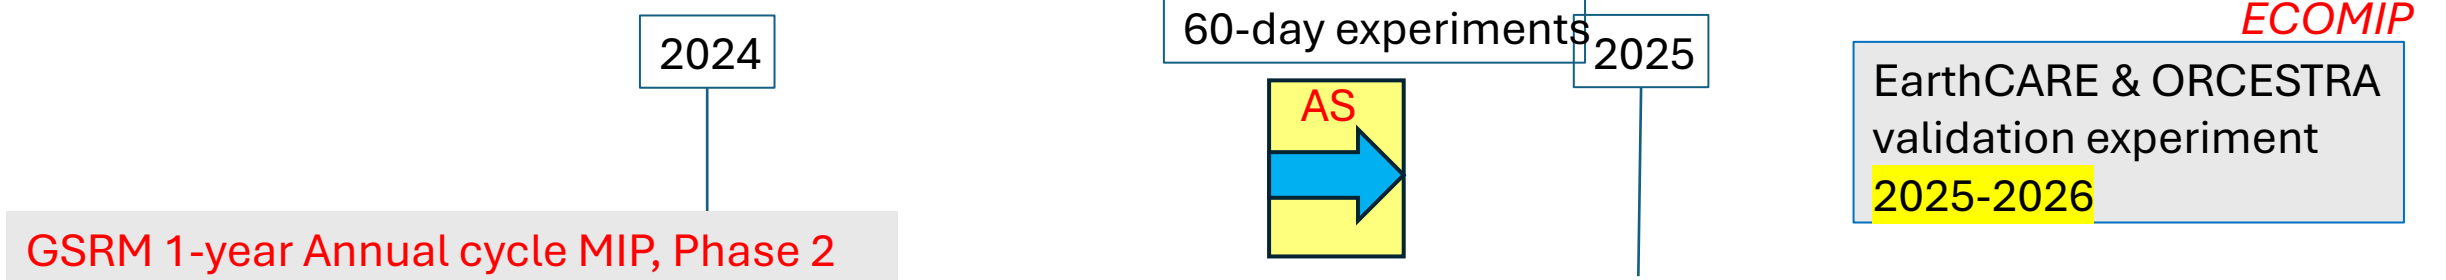 2024
60-day experiments
2025
ECOMIP
AS
EarthCARE & ORCESTRA
validation experiment
2025-2026
GSRM 1-year Annual cycle MIP, Phase 2